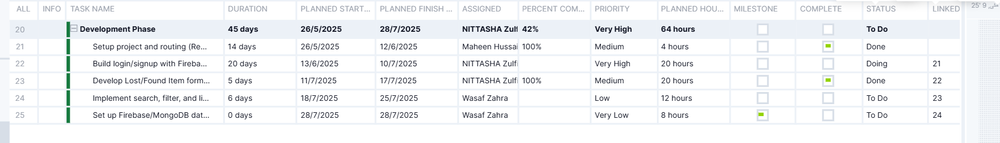 ALL INFO TASK NAME DURATION PLANNED START... PLANNED FINISH ... ASSIGNED PERCENT COM... PRIORITY PLANNED HOU... MILESTONE COMPLETE STATUS LINKED 25' 9
20 Development Phase 45 days 26/5/2025 28/7/2025 NITTASHA Zulf 42% Very High 64 hours To Do
21 Setup project and routing (Re... 14 days 26/5/2025 12/6/2025 Maheen Hussai 100% Medium 4 hours Done
22 Build login/signup with Fireba... 20 days 13/6/2025 10/7/2025 NITTASHA Zulfi Very High 20 hours Doing 21
23 Develop Lost/Found Item form... 5 days 11/7/2025 17/7/2025 NITTASHA Zulfi 100% Medium 20 hours Done 22
24 Implement search, filter, and li... 6 days 18/7/2025 25/7/2025 Wasaf Zahra Low 12 hours To Do 23
25 Set up Firebase/MongoDB dat... 0 days 28/7/2025 28/7/2025 Wasaf Zahra Very Low 8 hours To Do 24